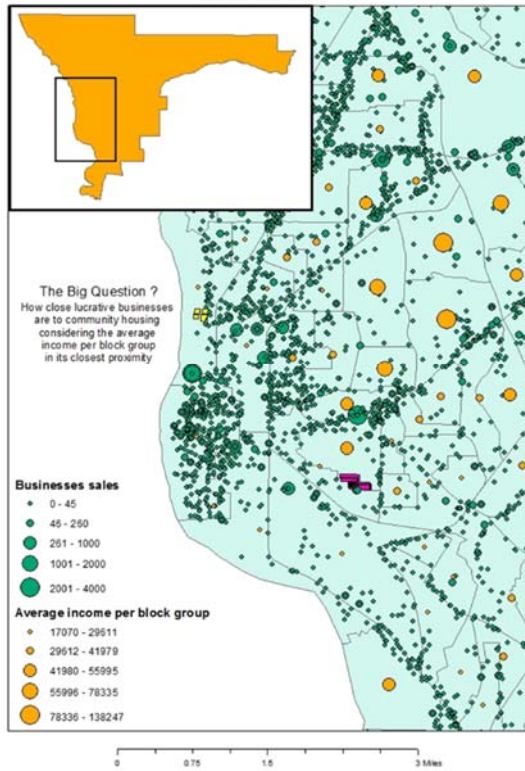 The Big Question ?
How close lucrative businesses
are to community housing
considering the average
income per block group
in its closest proximity
Businesses sales
0 - 45
46 - 260
261 - 1000
1001 - 2000
2001 - 4000
Average income per block group
17070 - 29611
29612 - 41979
41980 - 55995
55996 - 78335
78336 - 138247
0 0.75 1.5 3 Miles